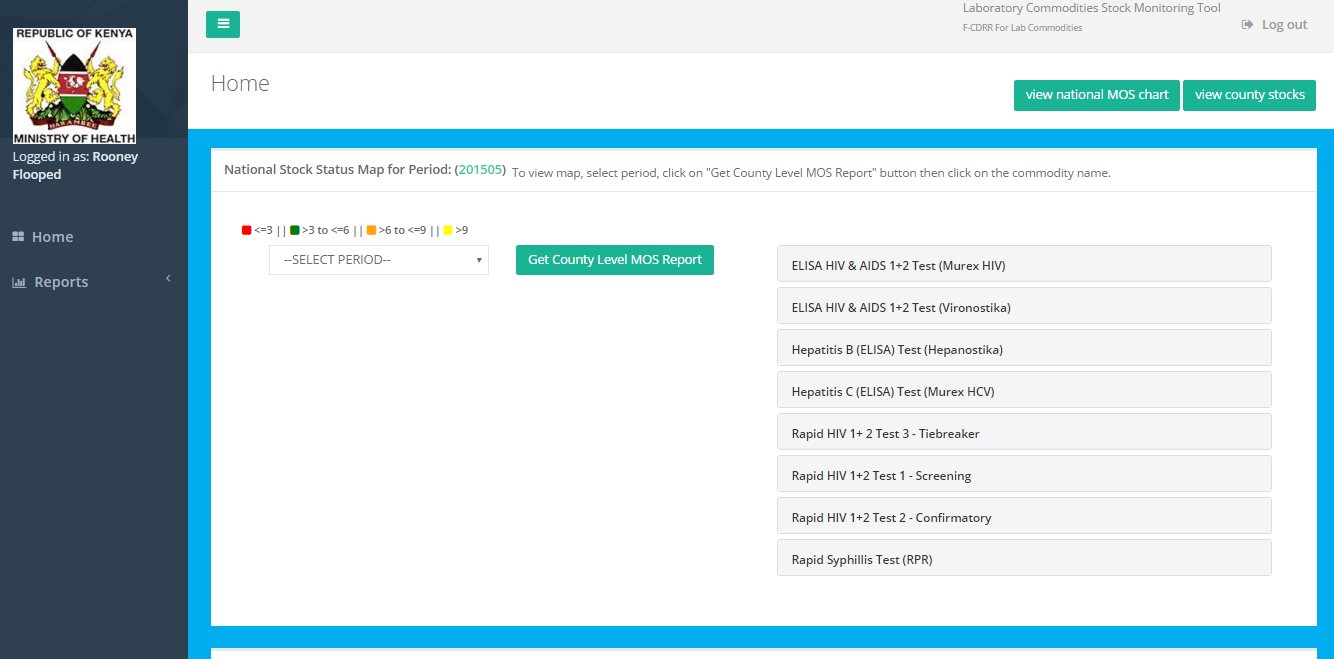 REPUBLIC OF KENYA
HARAMBEE
MINISTRY OF HEALTH
Logged in as: Rooney
Flooped
Home
Reports
Laboratory Commodities Stock Monitoring Tool
F-CDRR For Lab Commodities
Log out
Home
view national MOS chart
view county stocks
National Stock Status Map for Period: (201505) To view map, select period, click on "Get County Level MOS Report" button then click on the commodity name.
<=3 || >3 to <=6 || >6 to <=9 || >9
--SELECT PERIOD--
Get County Level MOS Report
ELISA HIV & AIDS 1+2 Test (Murex HIV)
ELISA HIV & AIDS 1+2 Test (Vironostika)
Hepatitis B (ELISA) Test (Hepanostika)
Hepatitis C (ELISA) Test (Murex HCV)
Rapid HIV 1+ 2 Test 3 - Tiebreaker
Rapid HIV 1+2 Test 1 - Screening
Rapid HIV 1+2 Test 2 - Confirmatory
Rapid Syphillis Test (RPR)